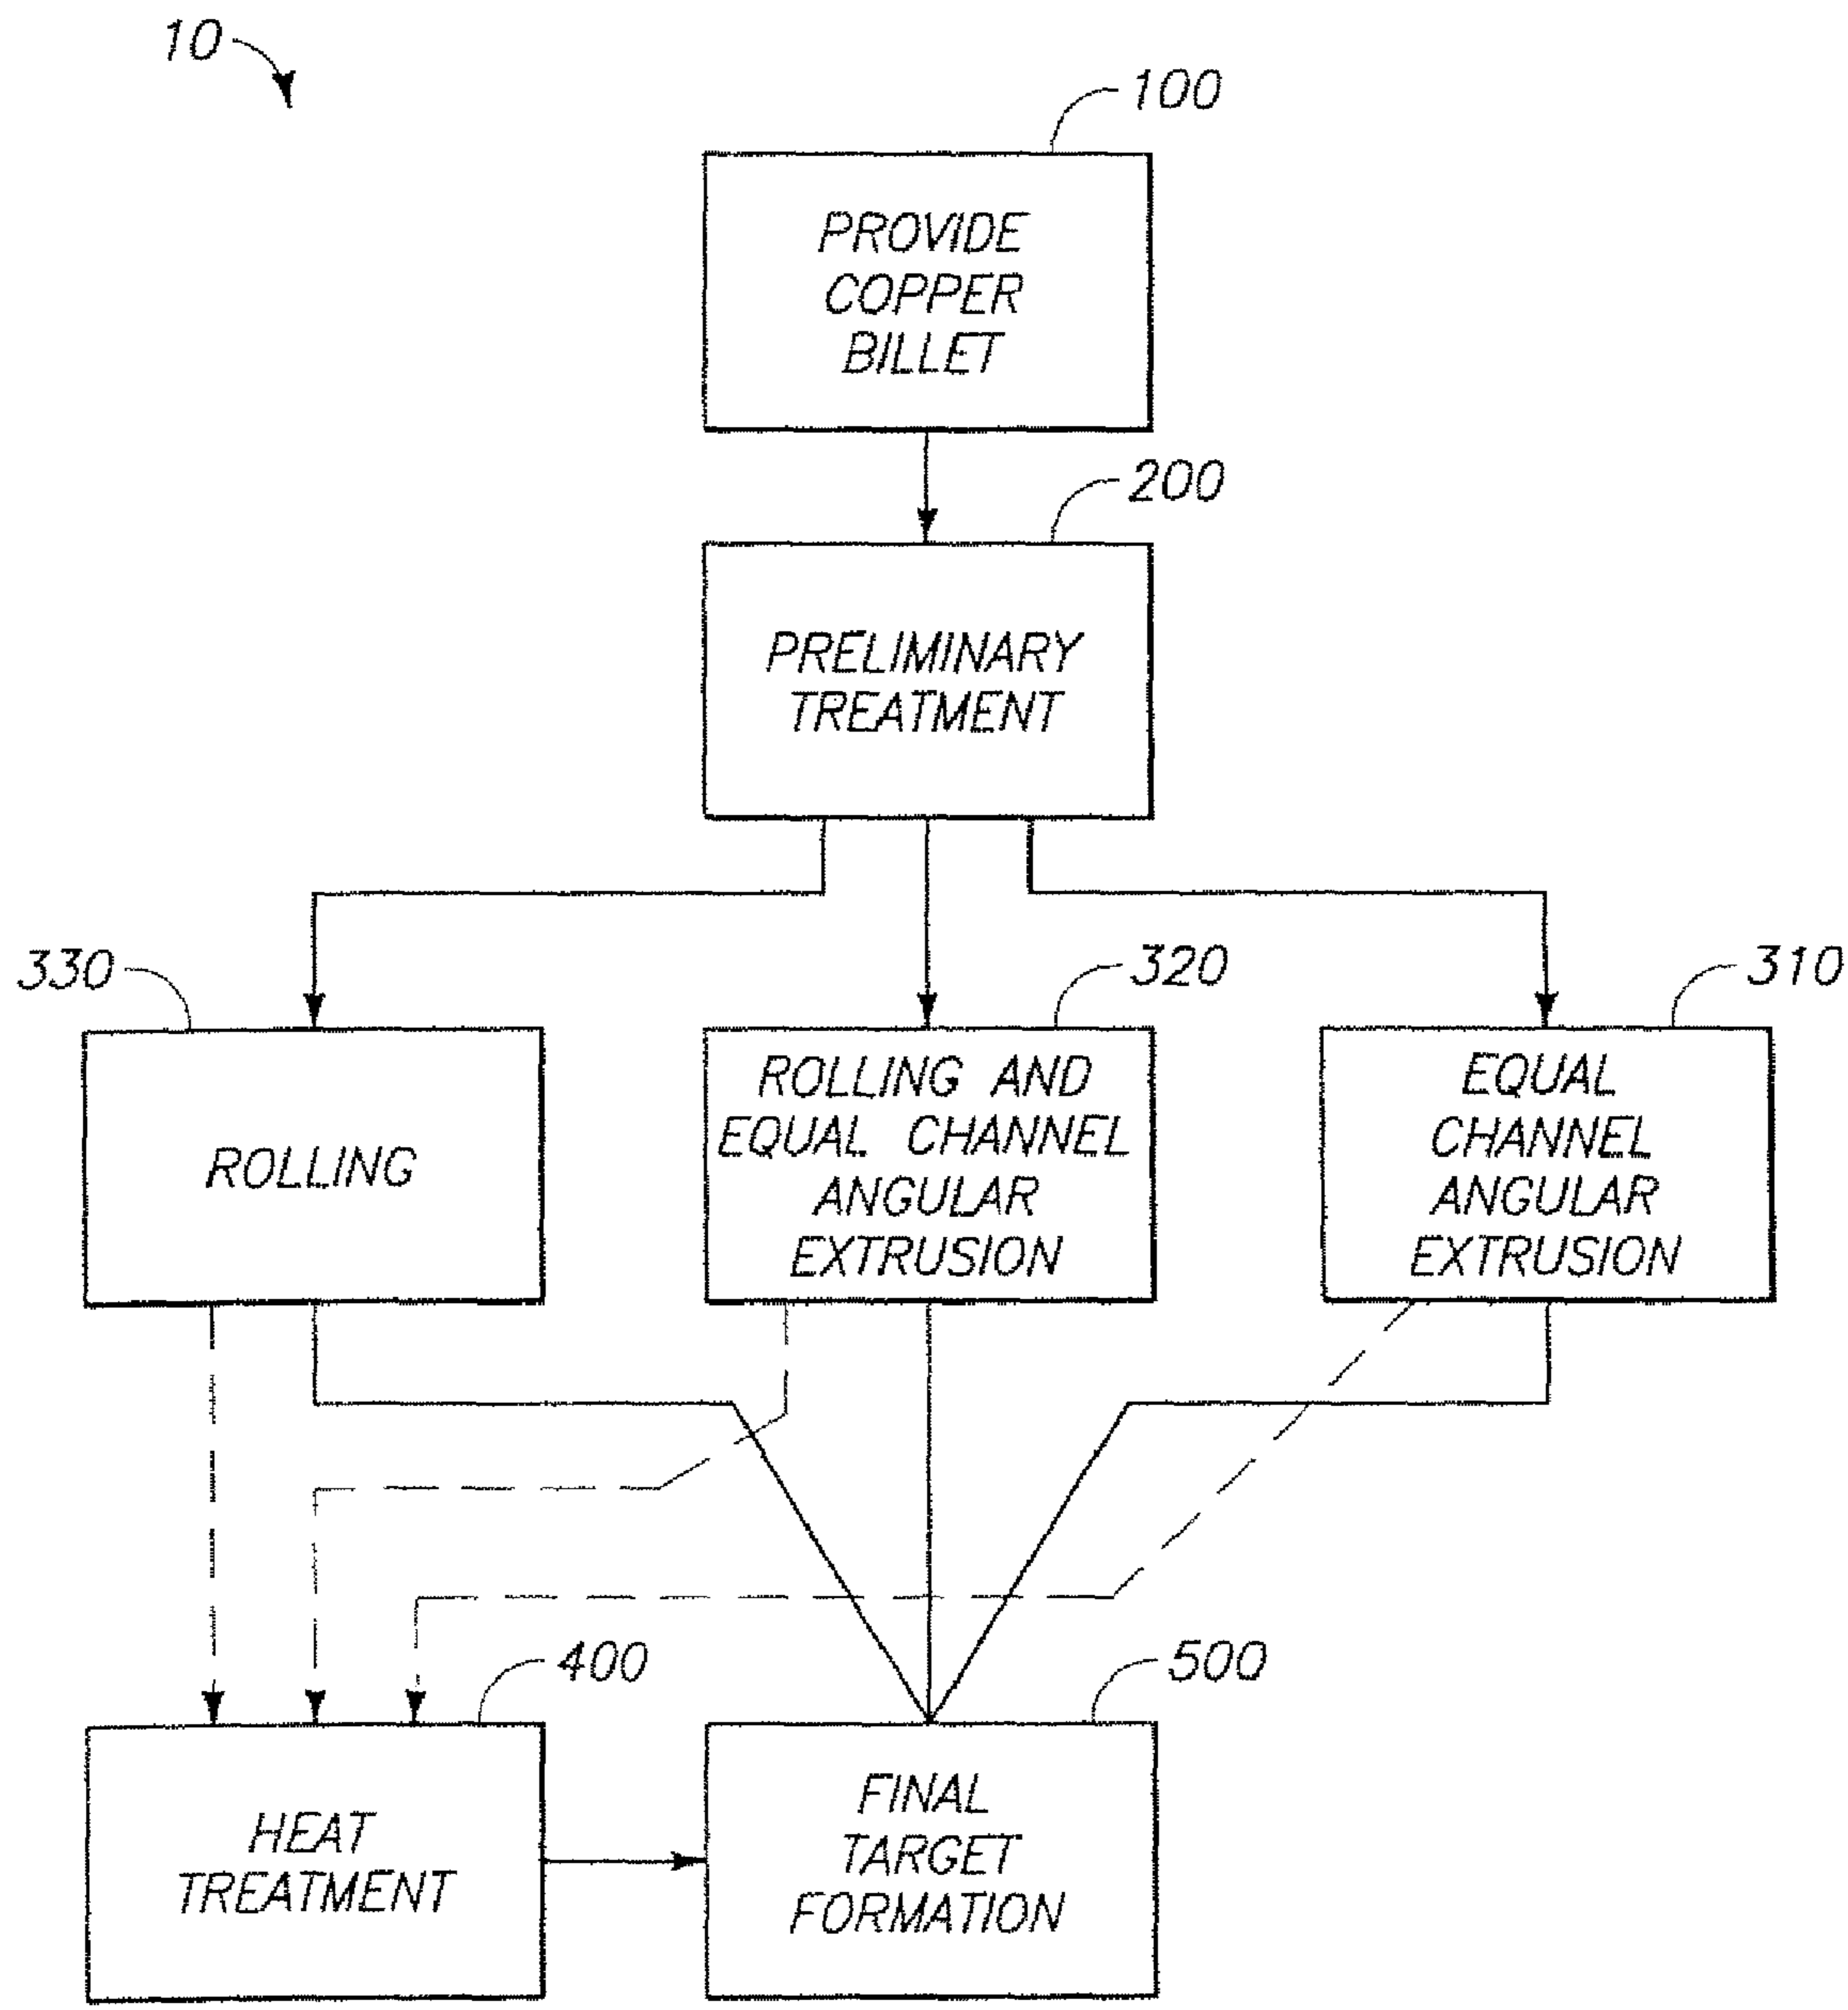 10
100
PROVIDE
COPPER
BILLET
200
PRELIMINARY
TREATMENT
330
ROLLING
320
ROLLING AND
EQUAL CHANNEL
ANGULAR
EXTRUSION
310
EQUAL
CHANNEL
ANGULAR
EXTRUSION
400
HEAT
TREATMENT
500
FINAL
TARGET
FORMATION